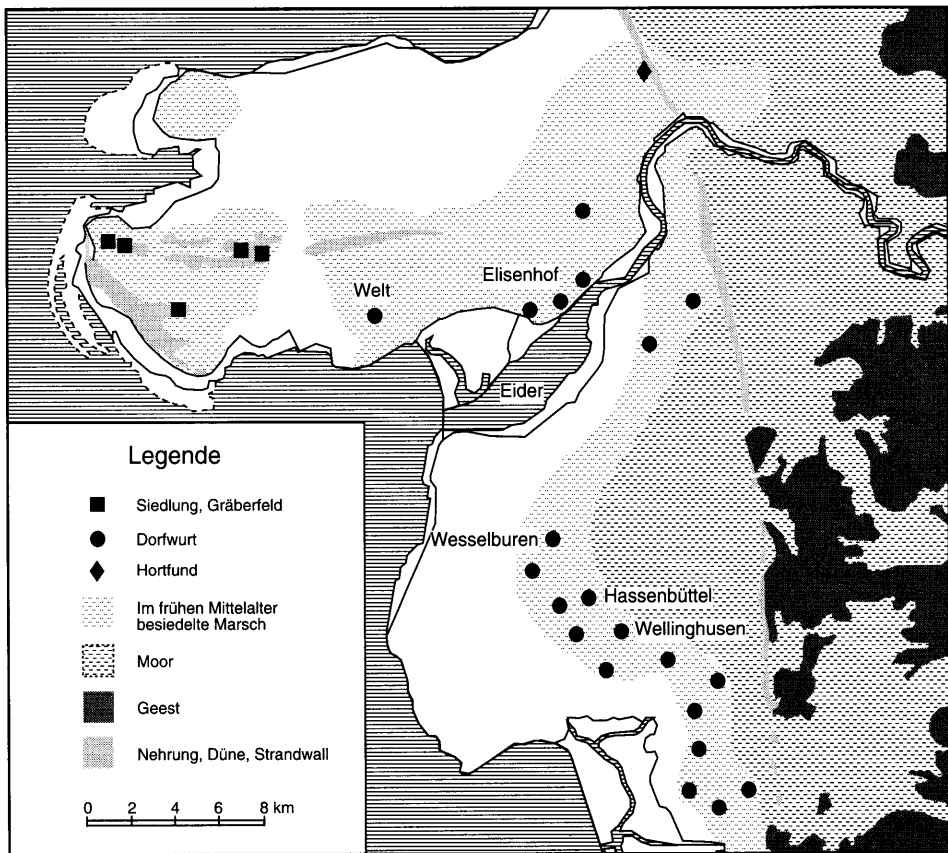 Elisenhof
Welt
Eider
Wesselburen
Hassenbüttel
Wellinghusen
Legende
Siedlung, Gräberfeld
Dorfwurt
Hortfund
Im frühen Mittelalter
besiedelte Marsch
Moor
Geest
Nehrung, Düne, Strandwall
0 2 4 6 8 km